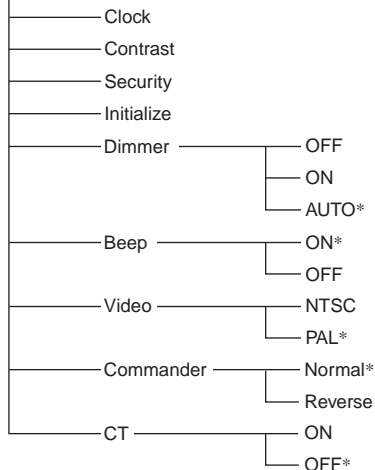 Clock
Contrast
Security
Initialize
Dimmer OFF
ON
AUTO*
Beep ON*
OFF
Video NTSC
PAL*
Commander Normal*
Reverse
CT ON
OFF*